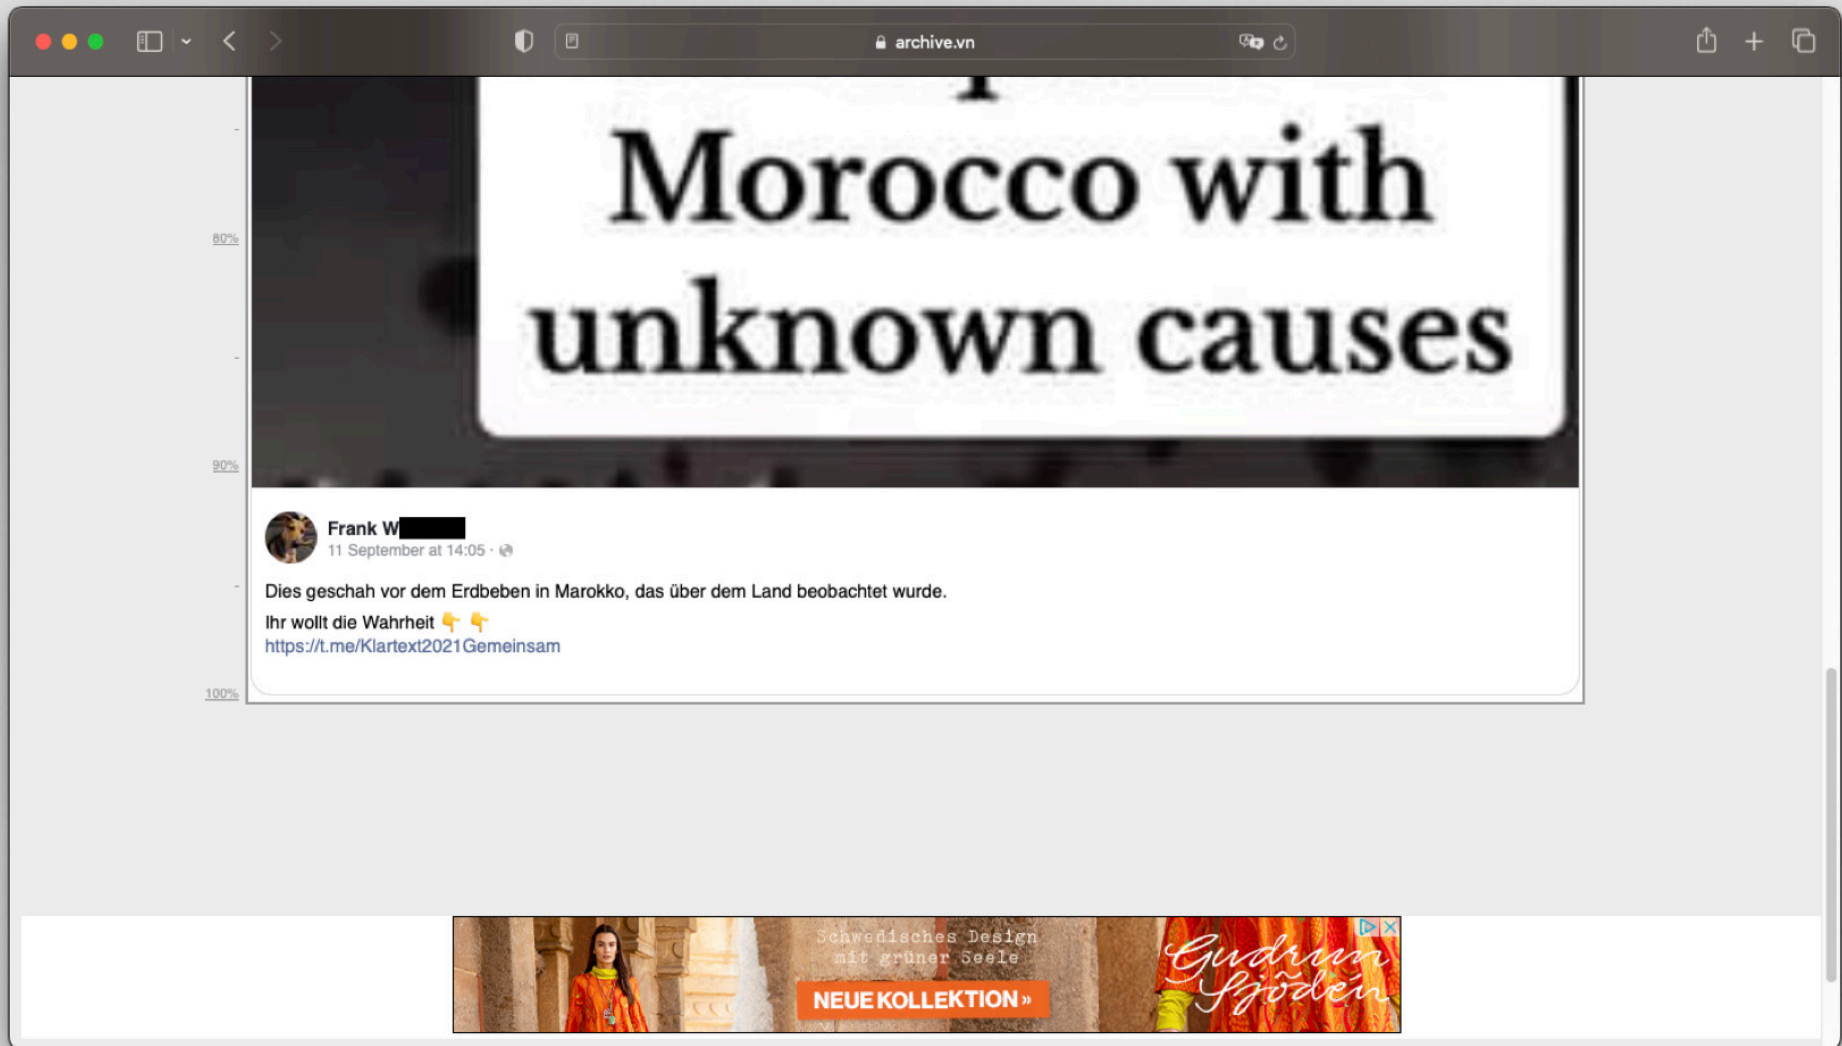 archive.vn
Morocco with
80%
unknown causes
90%
Frank W
11 September at 14:05 ·
Dies geschah vor dem Erdbeben in Marokko, das über dem Land beobachtet wurde.
Ihr wollt die Wahrheit 👇 👇
https://t.me/Klartext2021Gemeinsam
100%
Schwedisches Design
mit grüner Seele
NEUE KOLLEKTION »
Gudrun
Sjödén